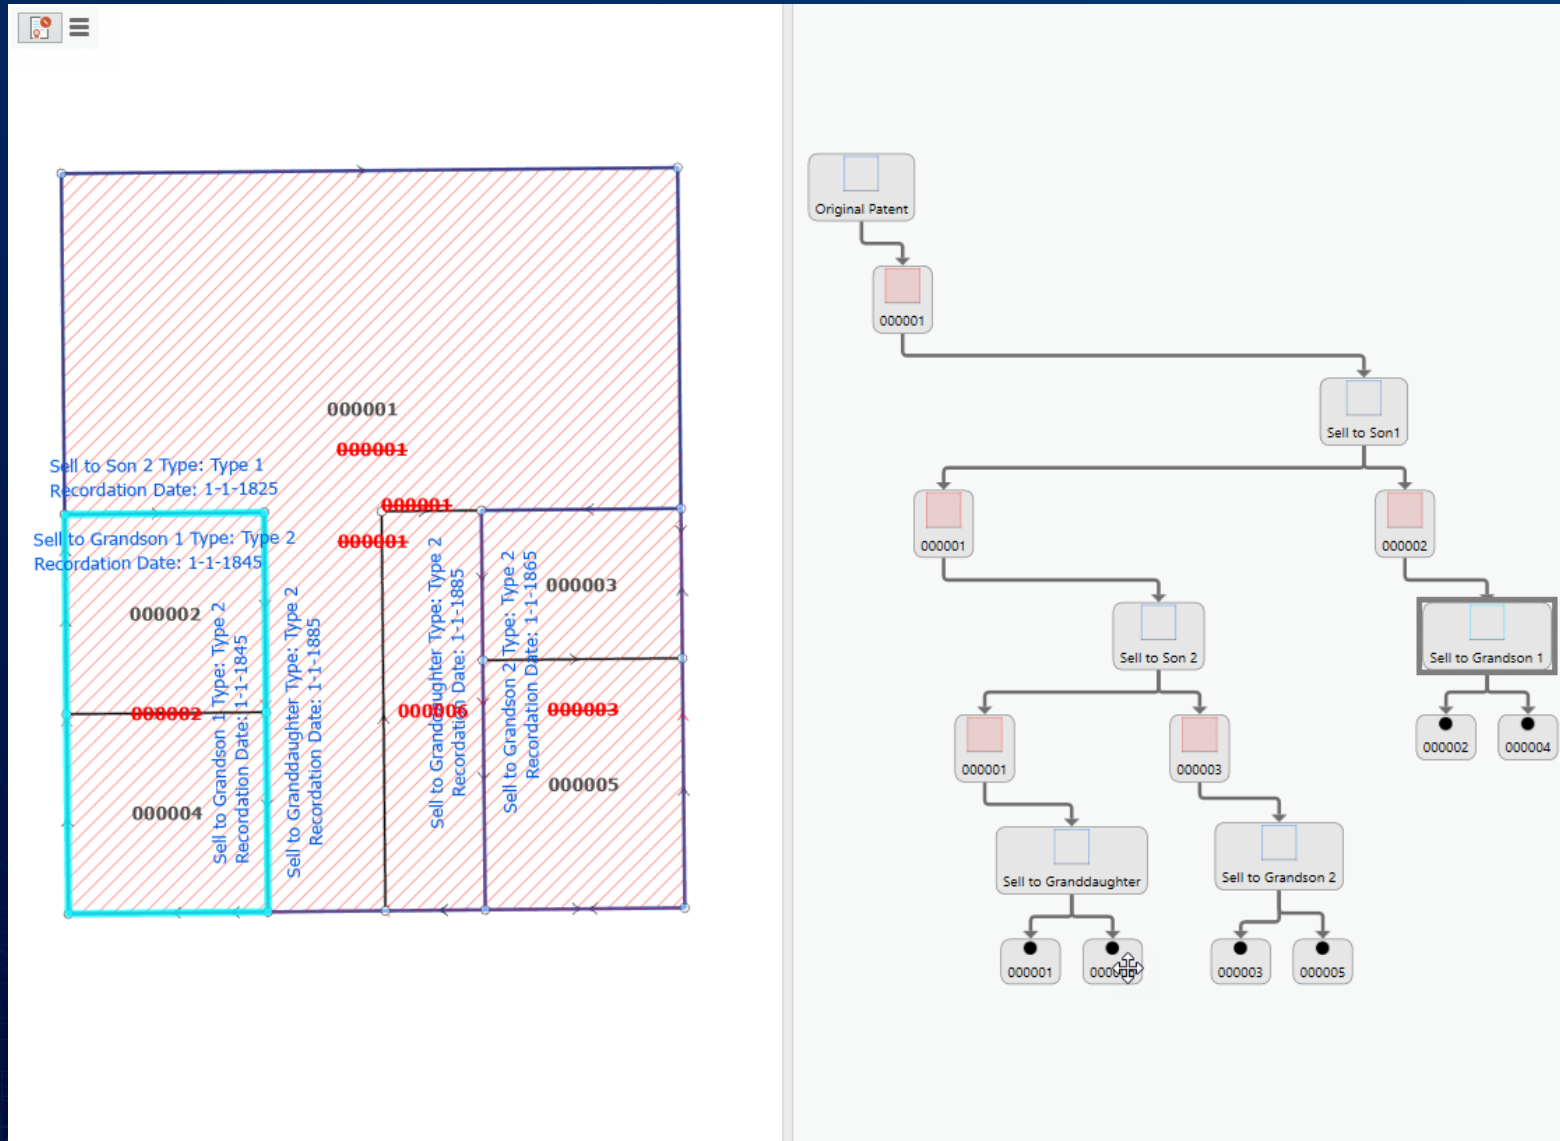 000001
000001
Sell to Son 2 Type: Type 1
Recordation Date: 1-1-1825
000001
000001
Sell to Grandson 1 Type: Type 2
Recordation Date: 1-1-1845
000002
000003
Sell to Grandson 1 Type: Type 2
Recordation Date: 1-1-1845
Sell to Granddaughter Type: Type 2
Recordation Date: 1-1-1885
Sell to Granddaughter Type: Type 2
Recordation Date: 1-1-1885
Sell to Grandson 2 Type: Type 2
Recordation Date: 1-1-1865
000002
000006
000003
000004
000005
Original Patent
000001
Sell to Son1
000001
000002
Sell to Son 2
Sell to Grandson 1
000001
000003
000002
000004
Sell to Granddaughter
Sell to Grandson 2
000001
000003
000005